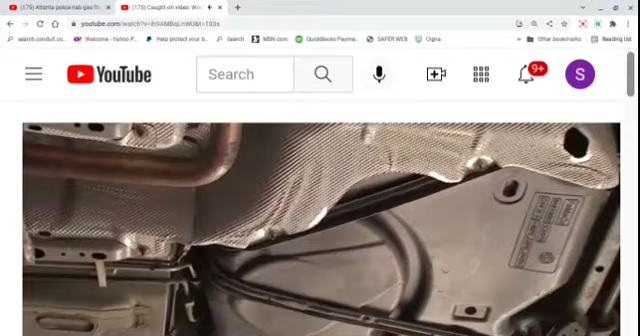 (175) Atlanta police nab gas th
(175) Caught on video: Wo
youtube.com/watch?v=
search.conduit.co...
Welcome - Yahoo P...
Help protect your b...
Search
MSN.com
QuickBooks Payme...
SAFER WEB
Cigna
Other bookmarks
Reading list
YouTube
Search
9+
S